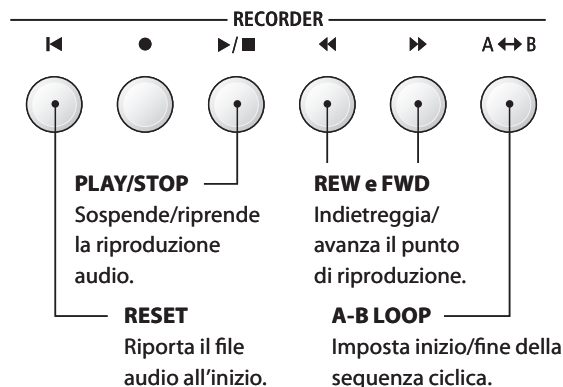 RECORDER
A ↔ B
PLAY/STOP
Sospende/riprende
la riproduzione
audio.
REW e FWD
Indietreggia/
avanza il punto
di riproduzione.
RESET
Riporta il file
audio all'inizio.
A-B LOOP
Imposta inizio/fine della
sequenza ciclica.